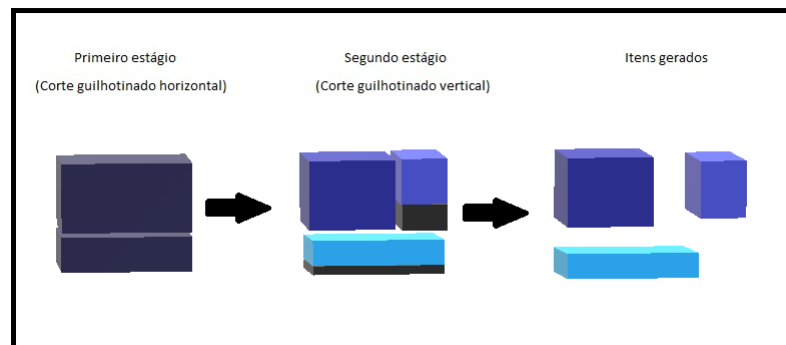 Primeiro estágio
(Corte guilhotinado horizontal)
Segundo estágio
(Corte guilhotinado vertical)
Itens gerados